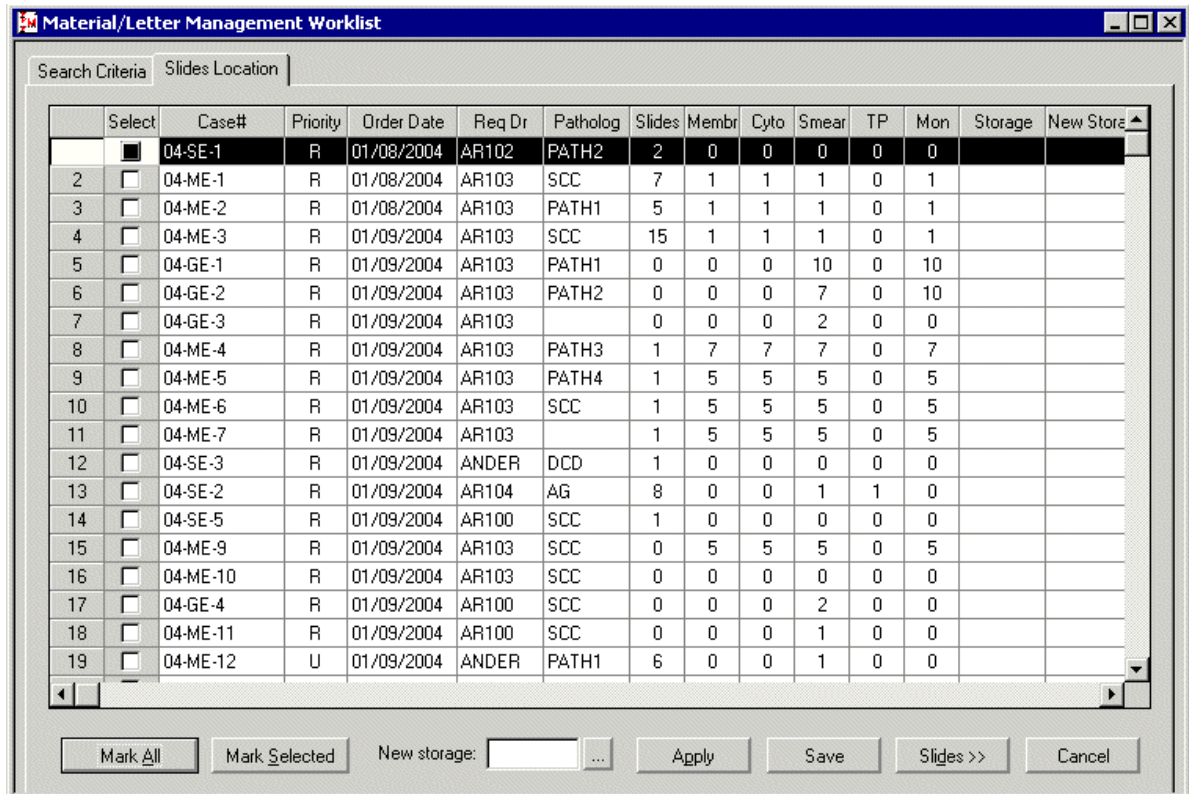 Material/Letter Management Worklist
Search Criteria Slides Location
Select Case# Priority Order Date Req Dr Patholog Slides Membr Cyto Smear TP Mon Storage New Stora
04-SE-1 R 01/08/2004 AR102 PATH2 2 0 0 0 0 0
2 04-ME-1 R 01/08/2004 AR103 SCC 7 1 1 1 0 1
3 04-ME-2 R 01/08/2004 AR103 PATH1 5 1 1 1 0 1
4 04-ME-3 R 01/09/2004 AR103 SCC 15 1 1 1 0 1
5 04-GE-1 R 01/09/2004 AR103 PATH1 0 0 0 10 0 10
6 04-GE-2 R 01/09/2004 AR103 PATH2 0 0 0 7 0 10
7 04-GE-3 R 01/09/2004 AR103 0 0 0 2 0 0
8 04-ME-4 R 01/09/2004 AR103 PATH3 1 7 7 7 0 7
9 04-ME-5 R 01/09/2004 AR103 PATH4 1 5 5 5 0 5
10 04-ME-6 R 01/09/2004 AR103 SCC 1 5 5 5 0 5
11 04-ME-7 R 01/09/2004 AR103 1 5 5 5 0 5
12 04-SE-3 R 01/09/2004 ANDER DCD 1 0 0 0 0 0
13 04-SE-2 R 01/09/2004 AR104 AG 8 0 0 1 1 0
14 04-SE-5 R 01/09/2004 AR100 SCC 1 0 0 0 0 0
15 04-ME-9 R 01/09/2004 AR103 SCC 0 5 5 5 0 5
16 04-ME-10 R 01/09/2004 AR103 SCC 0 0 0 0 0 0
17 04-GE-4 R 01/09/2004 AR100 SCC 0 0 0 2 0 0
18 04-ME-11 R 01/09/2004 AR100 SCC 0 0 0 1 0 0
19 04-ME-12 U 01/09/2004 ANDER PATH1 6 0 0 1 0 0
Mark All Mark Selected New storage: ... Apply Save Slides >> Cancel